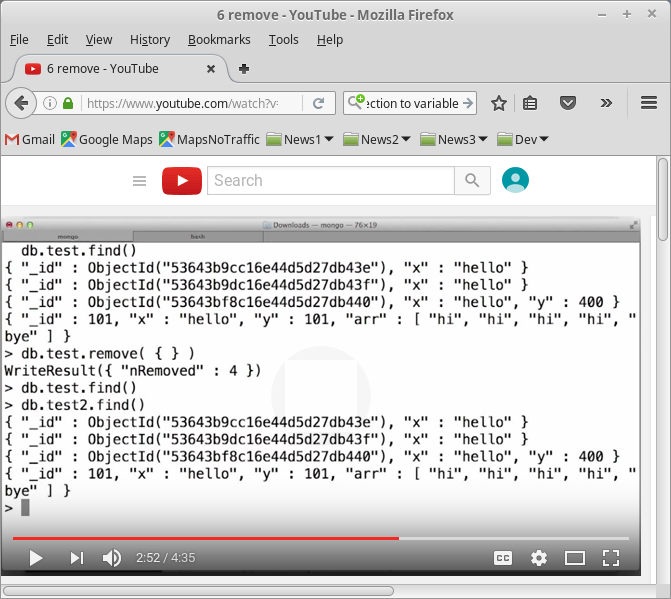 6 remove - YouTube - Mozilla Firefox
File Edit View History Bookmarks Tools Help
6 remove - YouTube
https://www.youtube.com/watch?v= ection to variable
Gmail Google Maps MapsNoTraffic News1 News2 News3 Dev
Search
Downloads — mongo — 76×19
mongo bash
db.test.find()
{ "_id" : ObjectId("53643b9cc16e44d5d27db43e"), "x" : "hello" }
{ "_id" : ObjectId("53643b9dc16e44d5d27db43f"), "x" : "hello" }
{ "_id" : ObjectId("53643bf8c16e44d5d27db440"), "x" : "hello", "y" : 400 }
{ "_id" : 101, "x" : "hello", "y" : 101, "arr" : [ "hi", "hi", "hi", "hi", "
bye" ] }
> db.test.remove( { } )
WriteResult({ "nRemoved" : 4 })
> db.test.find()
> db.test2.find()
{ "_id" : ObjectId("53643b9cc16e44d5d27db43e"), "x" : "hello" }
{ "_id" : ObjectId("53643b9dc16e44d5d27db43f"), "x" : "hello" }
{ "_id" : ObjectId("53643bf8c16e44d5d27db440"), "x" : "hello", "y" : 400 }
{ "_id" : 101, "x" : "hello", "y" : 101, "arr" : [ "hi", "hi", "hi", "hi", "
bye" ] }
>
2:52 / 4:35 CC